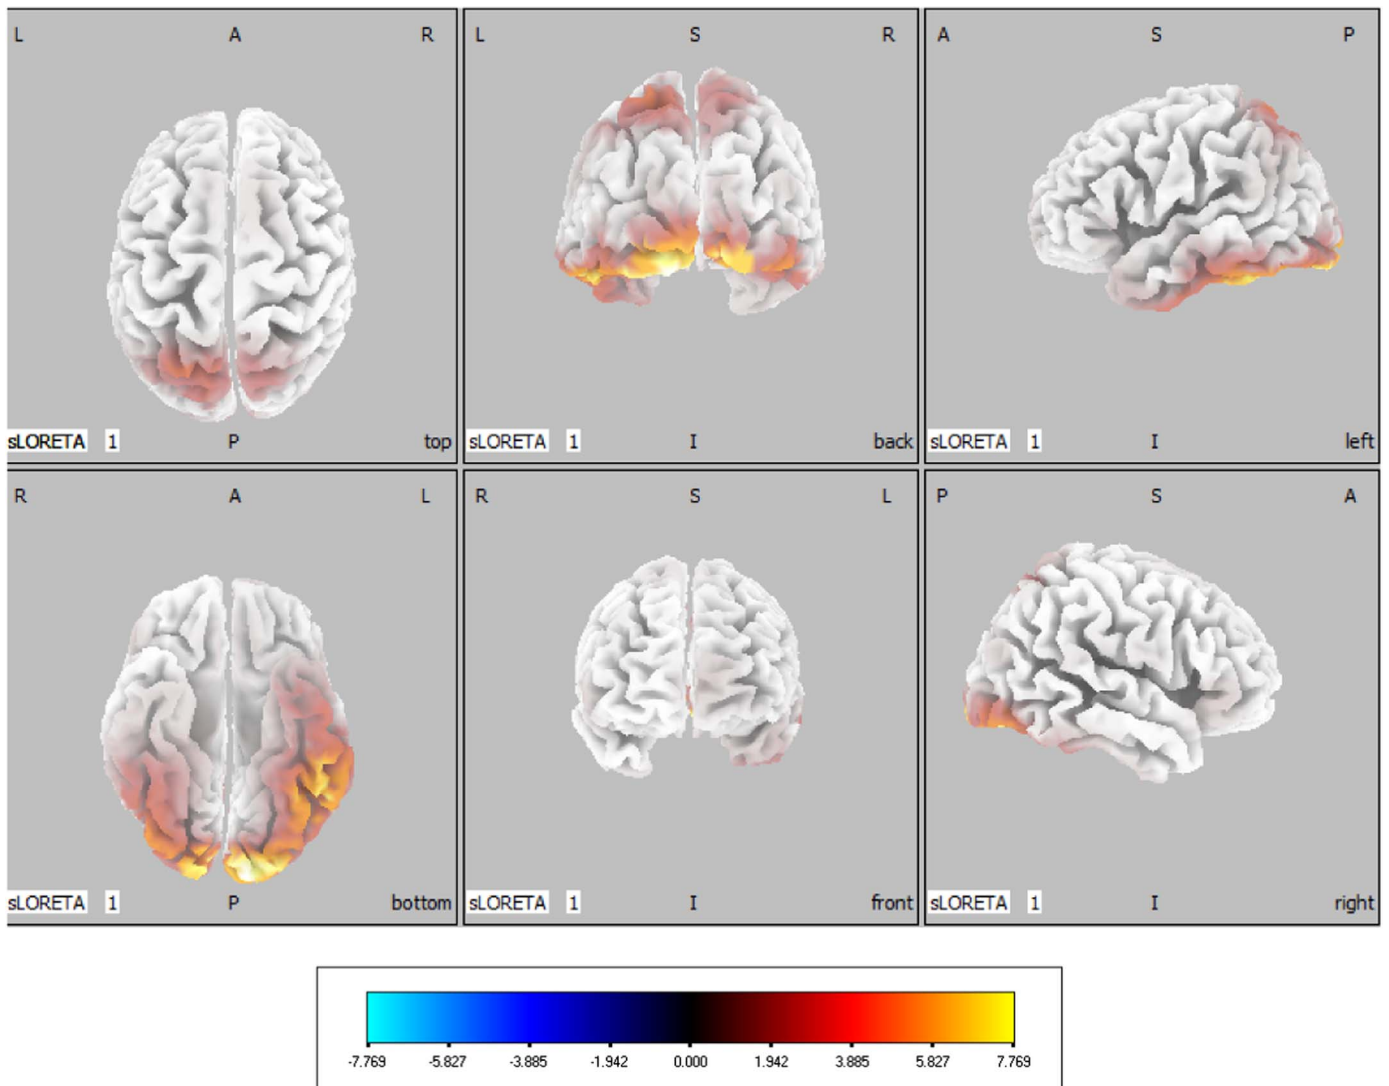 L A R
L S R
A S P
sLORETA 1 P top
sLORETA 1 I back
sLORETA 1 I left
R A L
R S L
P S A
sLORETA 1 P bottom
sLORETA 1 I front
sLORETA 1 I right
-7.769 -5.827 -3.885 -1.942 0.000 1.942 3.885 5.827 7.769